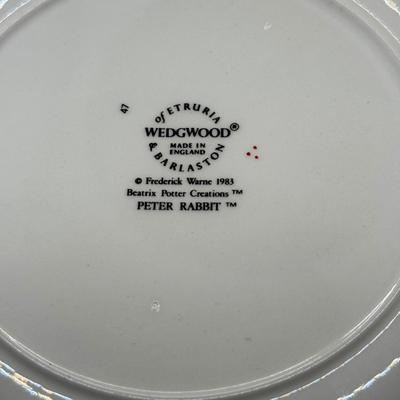 47
of ETRURIA
WEDGWOOD®
MADE IN
ENGLAND
& BARLASTON
© Frederick Warne 1983
Beatrix Potter Creations™
PETER RABBIT™